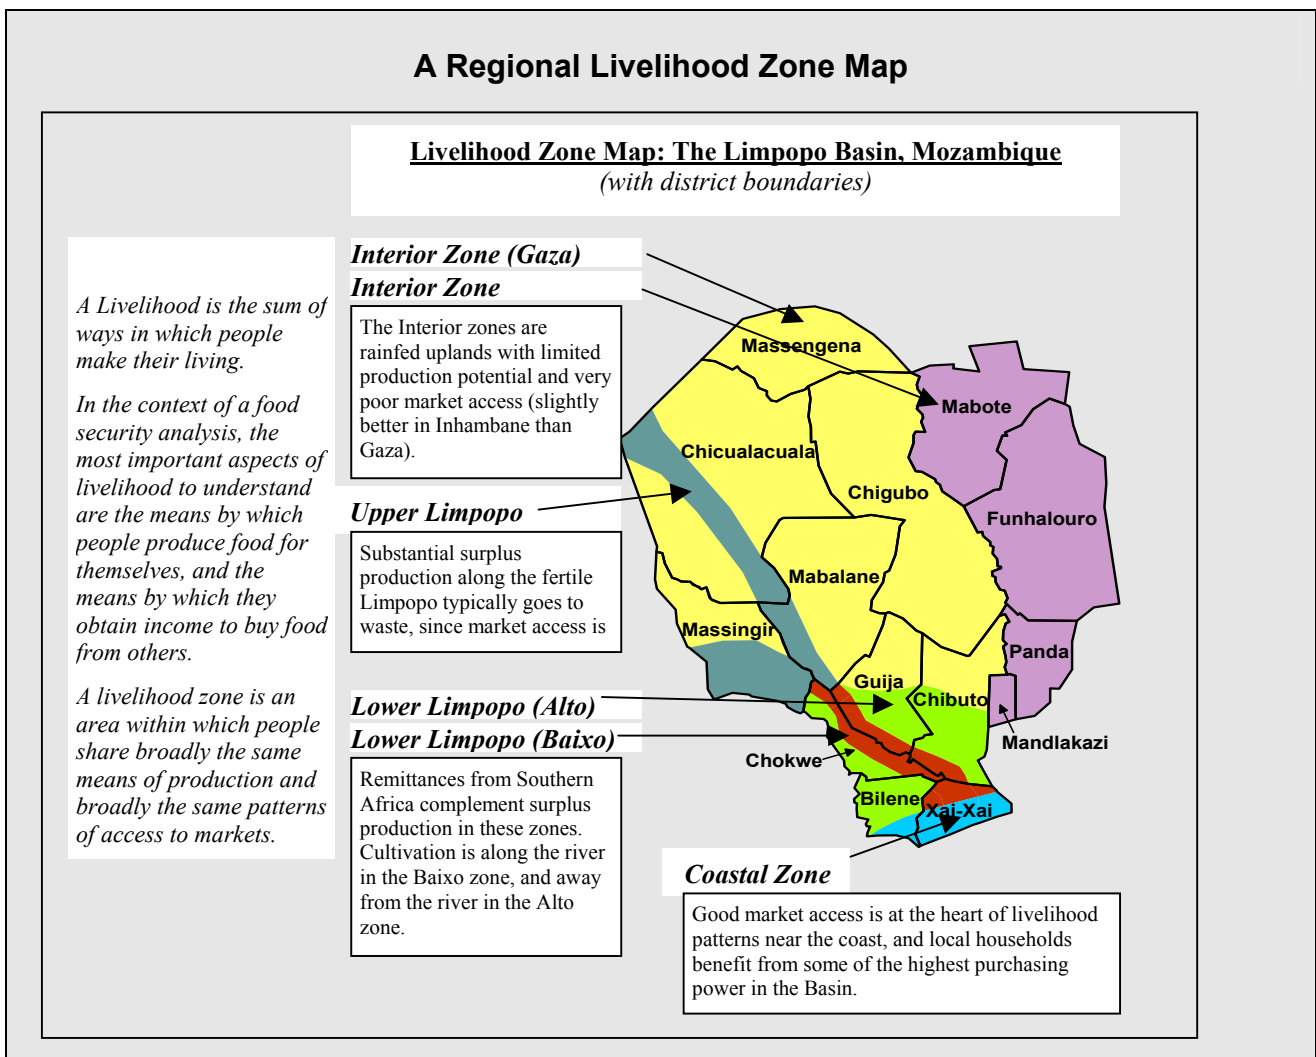 A Regional Livelihood Zone Map
Livelihood Zone Map: The Limpopo Basin, Mozambique
(with district boundaries)
A Livelihood is the sum of
ways in which people
make their living.
In the context of a food
security analysis, the
most important aspects of
livelihood to understand
are the means by which
people produce food for
themselves, and the
means by which they
obtain income to buy food
from others.
A livelihood zone is an
area within which people
share broadly the same
means of production and
broadly the same patterns
of access to markets.
Interior Zone (Gaza)
Interior Zone
The Interior zones are
rainfed uplands with limited
production potential and very
poor market access (slightly
better in Inhambane than
Gaza).
Upper Limpopo
Substantial surplus
production along the fertile
Limpopo typically goes to
waste, since market access is
Lower Limpopo (Alto)
Lower Limpopo (Baixo)
Remittances from Southern
Africa complement surplus
production in these zones.
Cultivation is along the river
in the Baixo zone, and away
from the river in the Alto
zone.
Massengena
Mabote
Chicualacuala
Chigubo
Funhalouro
Mabalane
Massingir
Panda
Guija
Chibuto
Mandlakazi
Chokwe
Bilene
Xai-Xai
Coastal Zone
Good market access is at the heart of livelihood
patterns near the coast, and local households
benefit from some of the highest purchasing
power in the Basin.